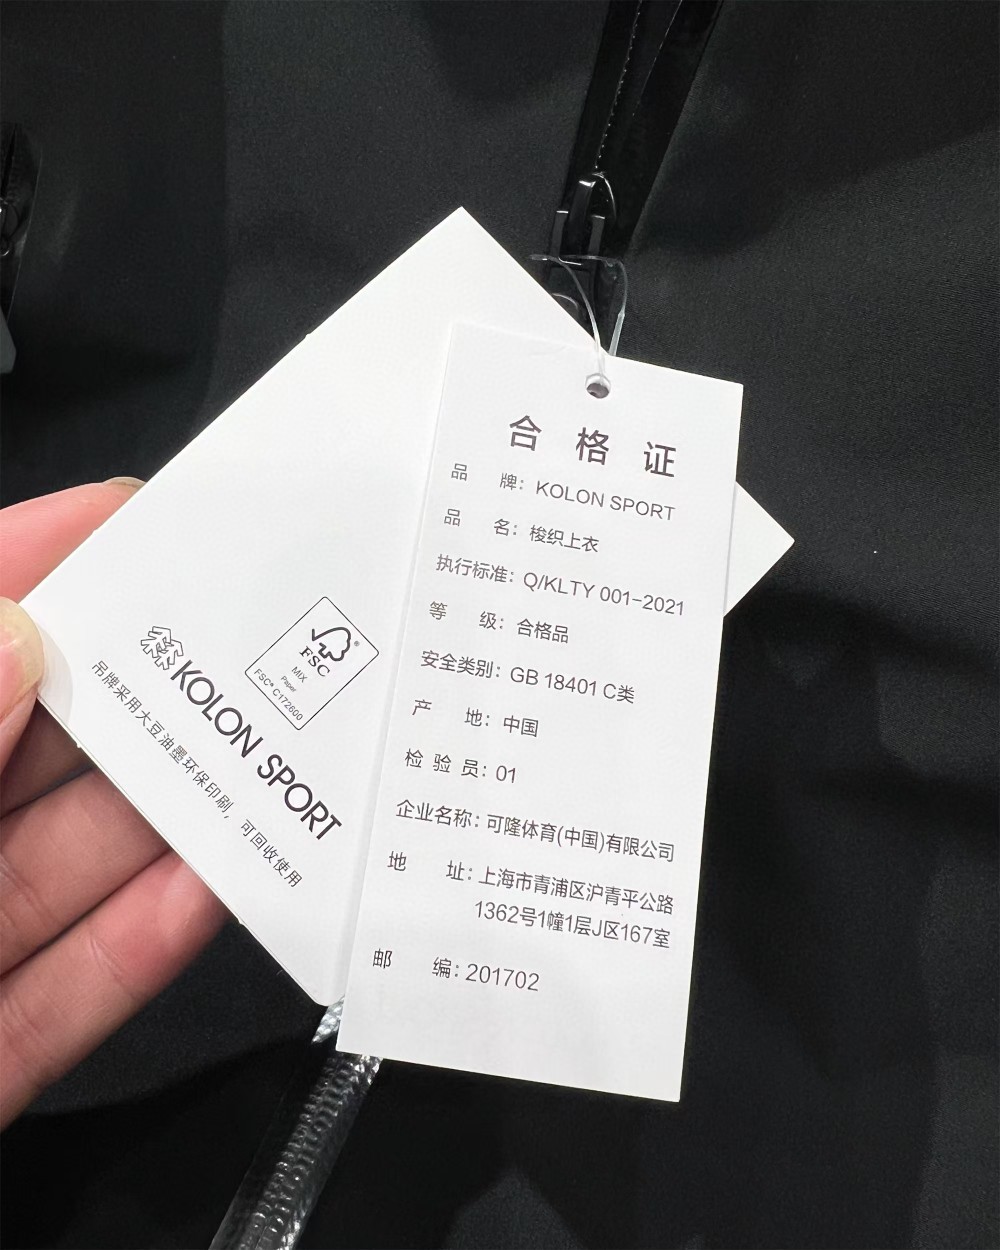 合格证
品 牌：KOLON SPORT
品 名：梭织上衣
执行标准：Q/KLTY 001-2021
等 级：合格品
安全类别：GB 18401 C类
产 地：中国
检 验 员：01
企业名称：可隆体育(中国)有限公司
地 址：上海市青浦区沪青平公路
1362号1幢1层J区167室
邮 编：201702
FSC®
MIX
Paper
FSC® C172600
KOLON SPORT
吊牌采用大豆油墨环保印刷，可回收使用